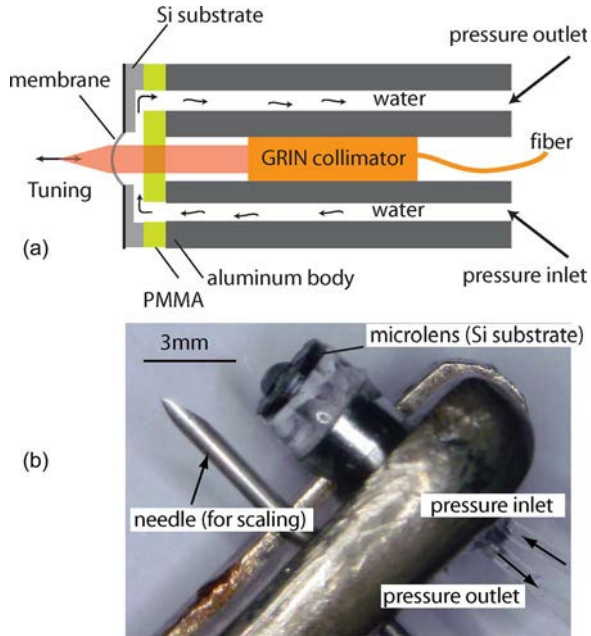 Si substrate
pressure outlet
membrane
water
GRIN collimator
fiber
Tuning
water
(a)
aluminum body
PMMA
pressure inlet
microlens (Si substrate)
3mm
(b)
needle (for scaling)
pressure inlet
pressure outlet